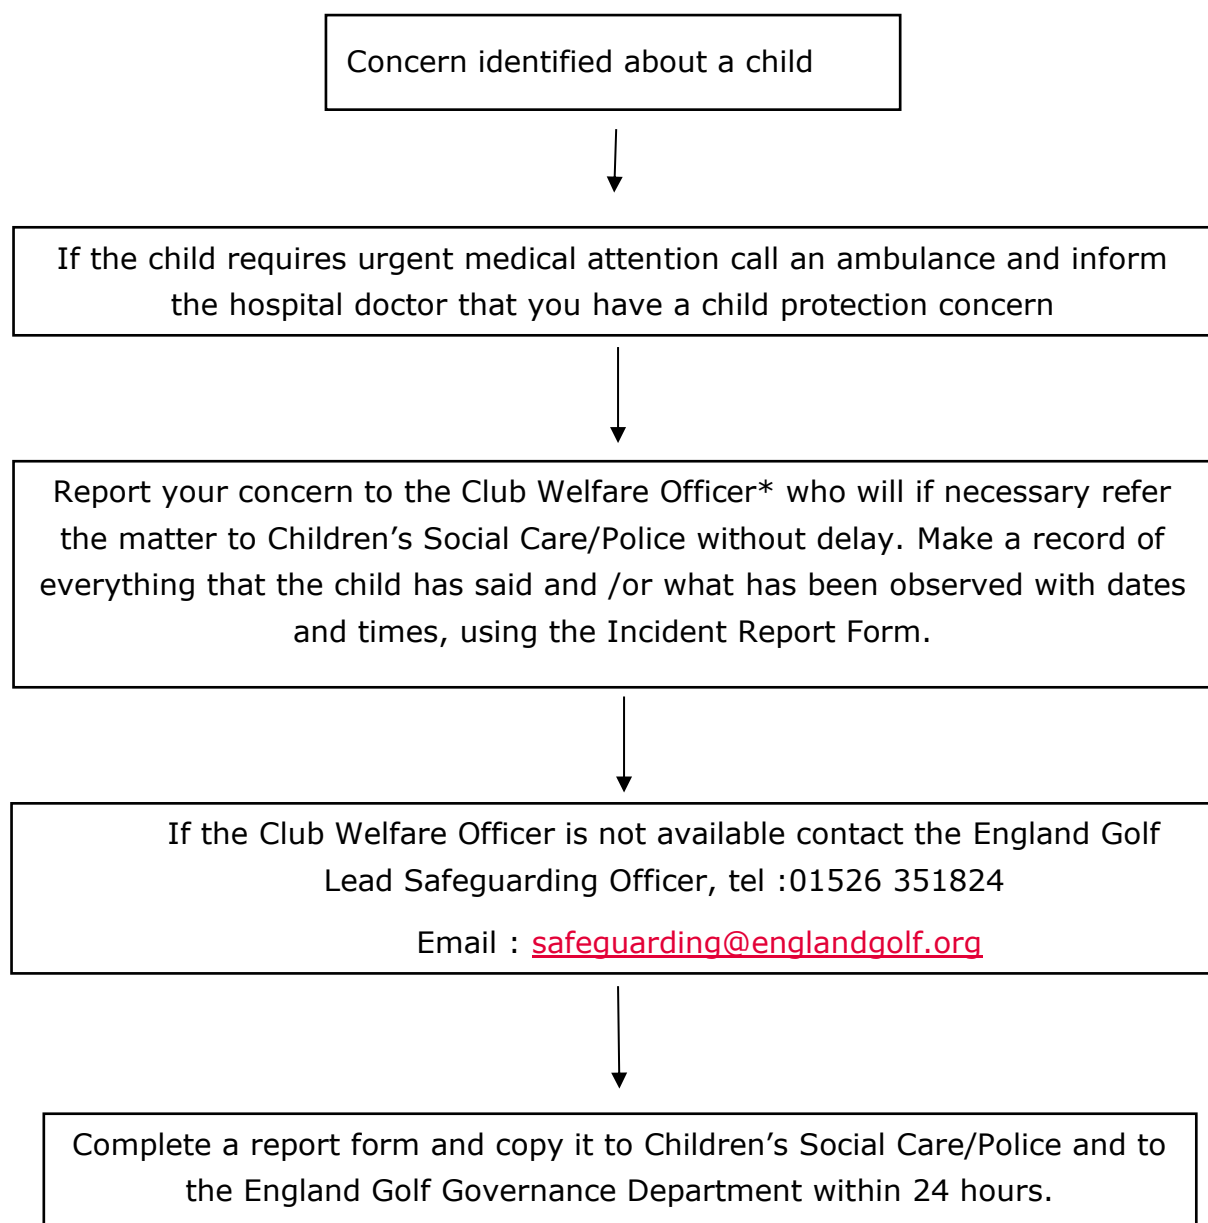 Concern identified about a child
If the child requires urgent medical attention call an ambulance and inform
the hospital doctor that you have a child protection concern
Report your concern to the Club Welfare Officer* who will if necessary refer
the matter to Children’s Social Care/Police without delay. Make a record of
everything that the child has said and /or what has been observed with dates
and times, using the Incident Report Form.
If the Club Welfare Officer is not available contact the England Golf
Lead Safeguarding Officer, tel :01526 351824
Email : safeguarding@englandgolf.org
Complete a report form and copy it to Children’s Social Care/Police and to
the England Golf Governance Department within 24 hours.